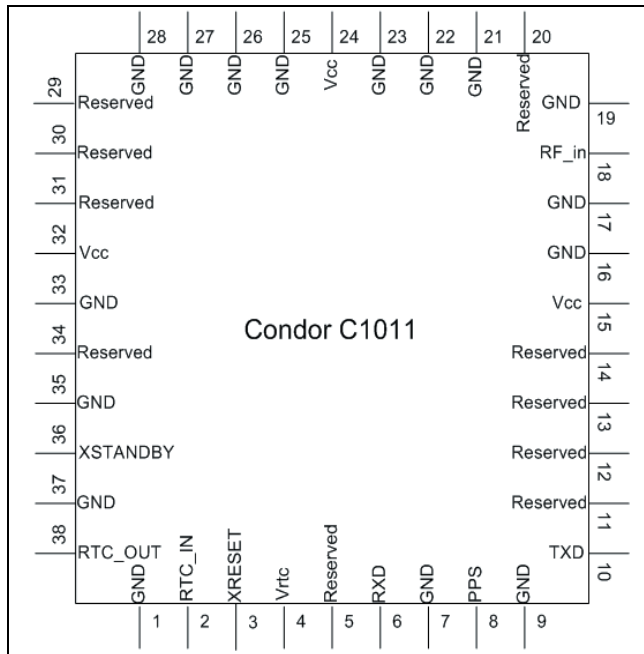 28 27 26 25 24 23 22 21 20
GND GND GND GND Vcc GND GND GND Reserved
29 Reserved
30 Reserved
31 Reserved
32 Vcc
33 GND
34 Reserved
35 GND
36 XSTANDBY
37 GND
38 RTC_OUT
Condor C1011
GND 19
RF_in 18
GND 17
GND 16
Vcc 15
Reserved 14
Reserved 13
Reserved 12
Reserved 11
TXD 10
GND RTC_IN XRESET Vrtc Reserved RXD GND PPS GND
1 2 3 4 5 6 7 8 9